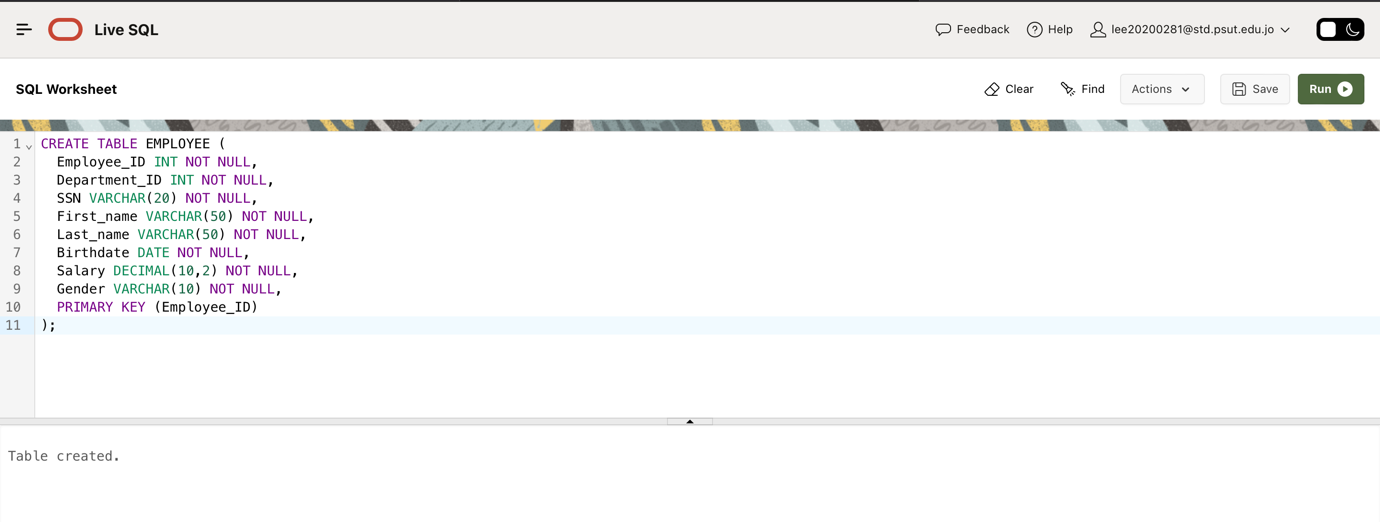 Live SQL
Feedback
Help
lee20200281@std.psut.edu.jo
SQL Worksheet
Clear
Find
Actions
Save
Run
1 CREATE TABLE EMPLOYEE (
2 Employee_ID INT NOT NULL,
3 Department_ID INT NOT NULL,
4 SSN VARCHAR(20) NOT NULL,
5 First_name VARCHAR(50) NOT NULL,
6 Last_name VARCHAR(50) NOT NULL,
7 Birthdate DATE NOT NULL,
8 Salary DECIMAL(10,2) NOT NULL,
9 Gender VARCHAR(10) NOT NULL,
10 PRIMARY KEY (Employee_ID)
11 );
Table created.